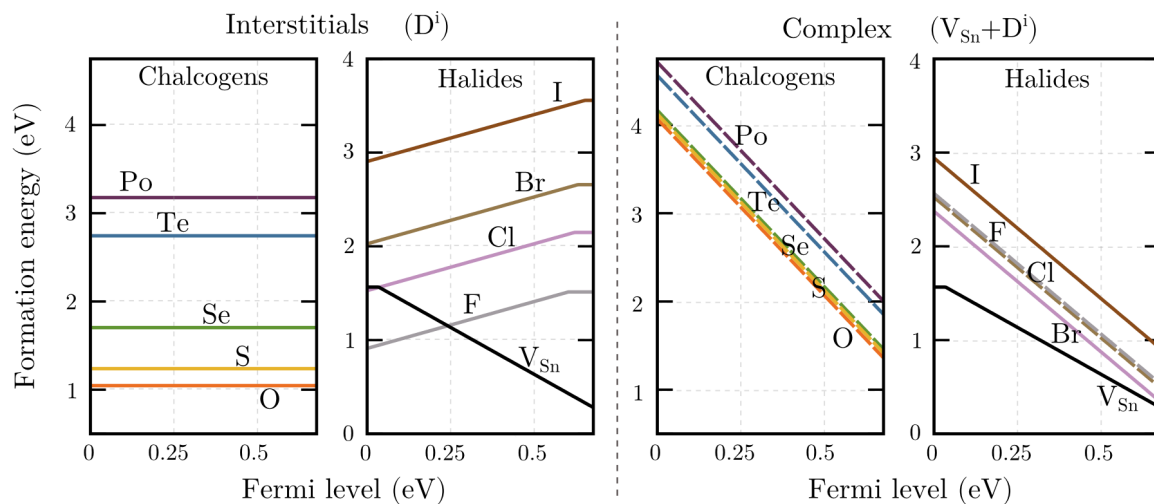 Interstitials (Dⁱ)
Complex (V_Sn+Dⁱ)
Formation energy (eV)
Chalcogens
4
3
2
1
Po
Te
Se
S
O
0
0.25
0.5
Halides
4
3
2
1
0
I
Br
Cl
F
V_Sn
0
0.25
0.5
Fermi level (eV)
Chalcogens
4
3
2
1
Po
Te
Se
S
O
0
0.25
0.5
Halides
4
3
2
1
0
I
F
Cl
Br
V_Sn
0
0.25
0.5
Fermi level (eV)